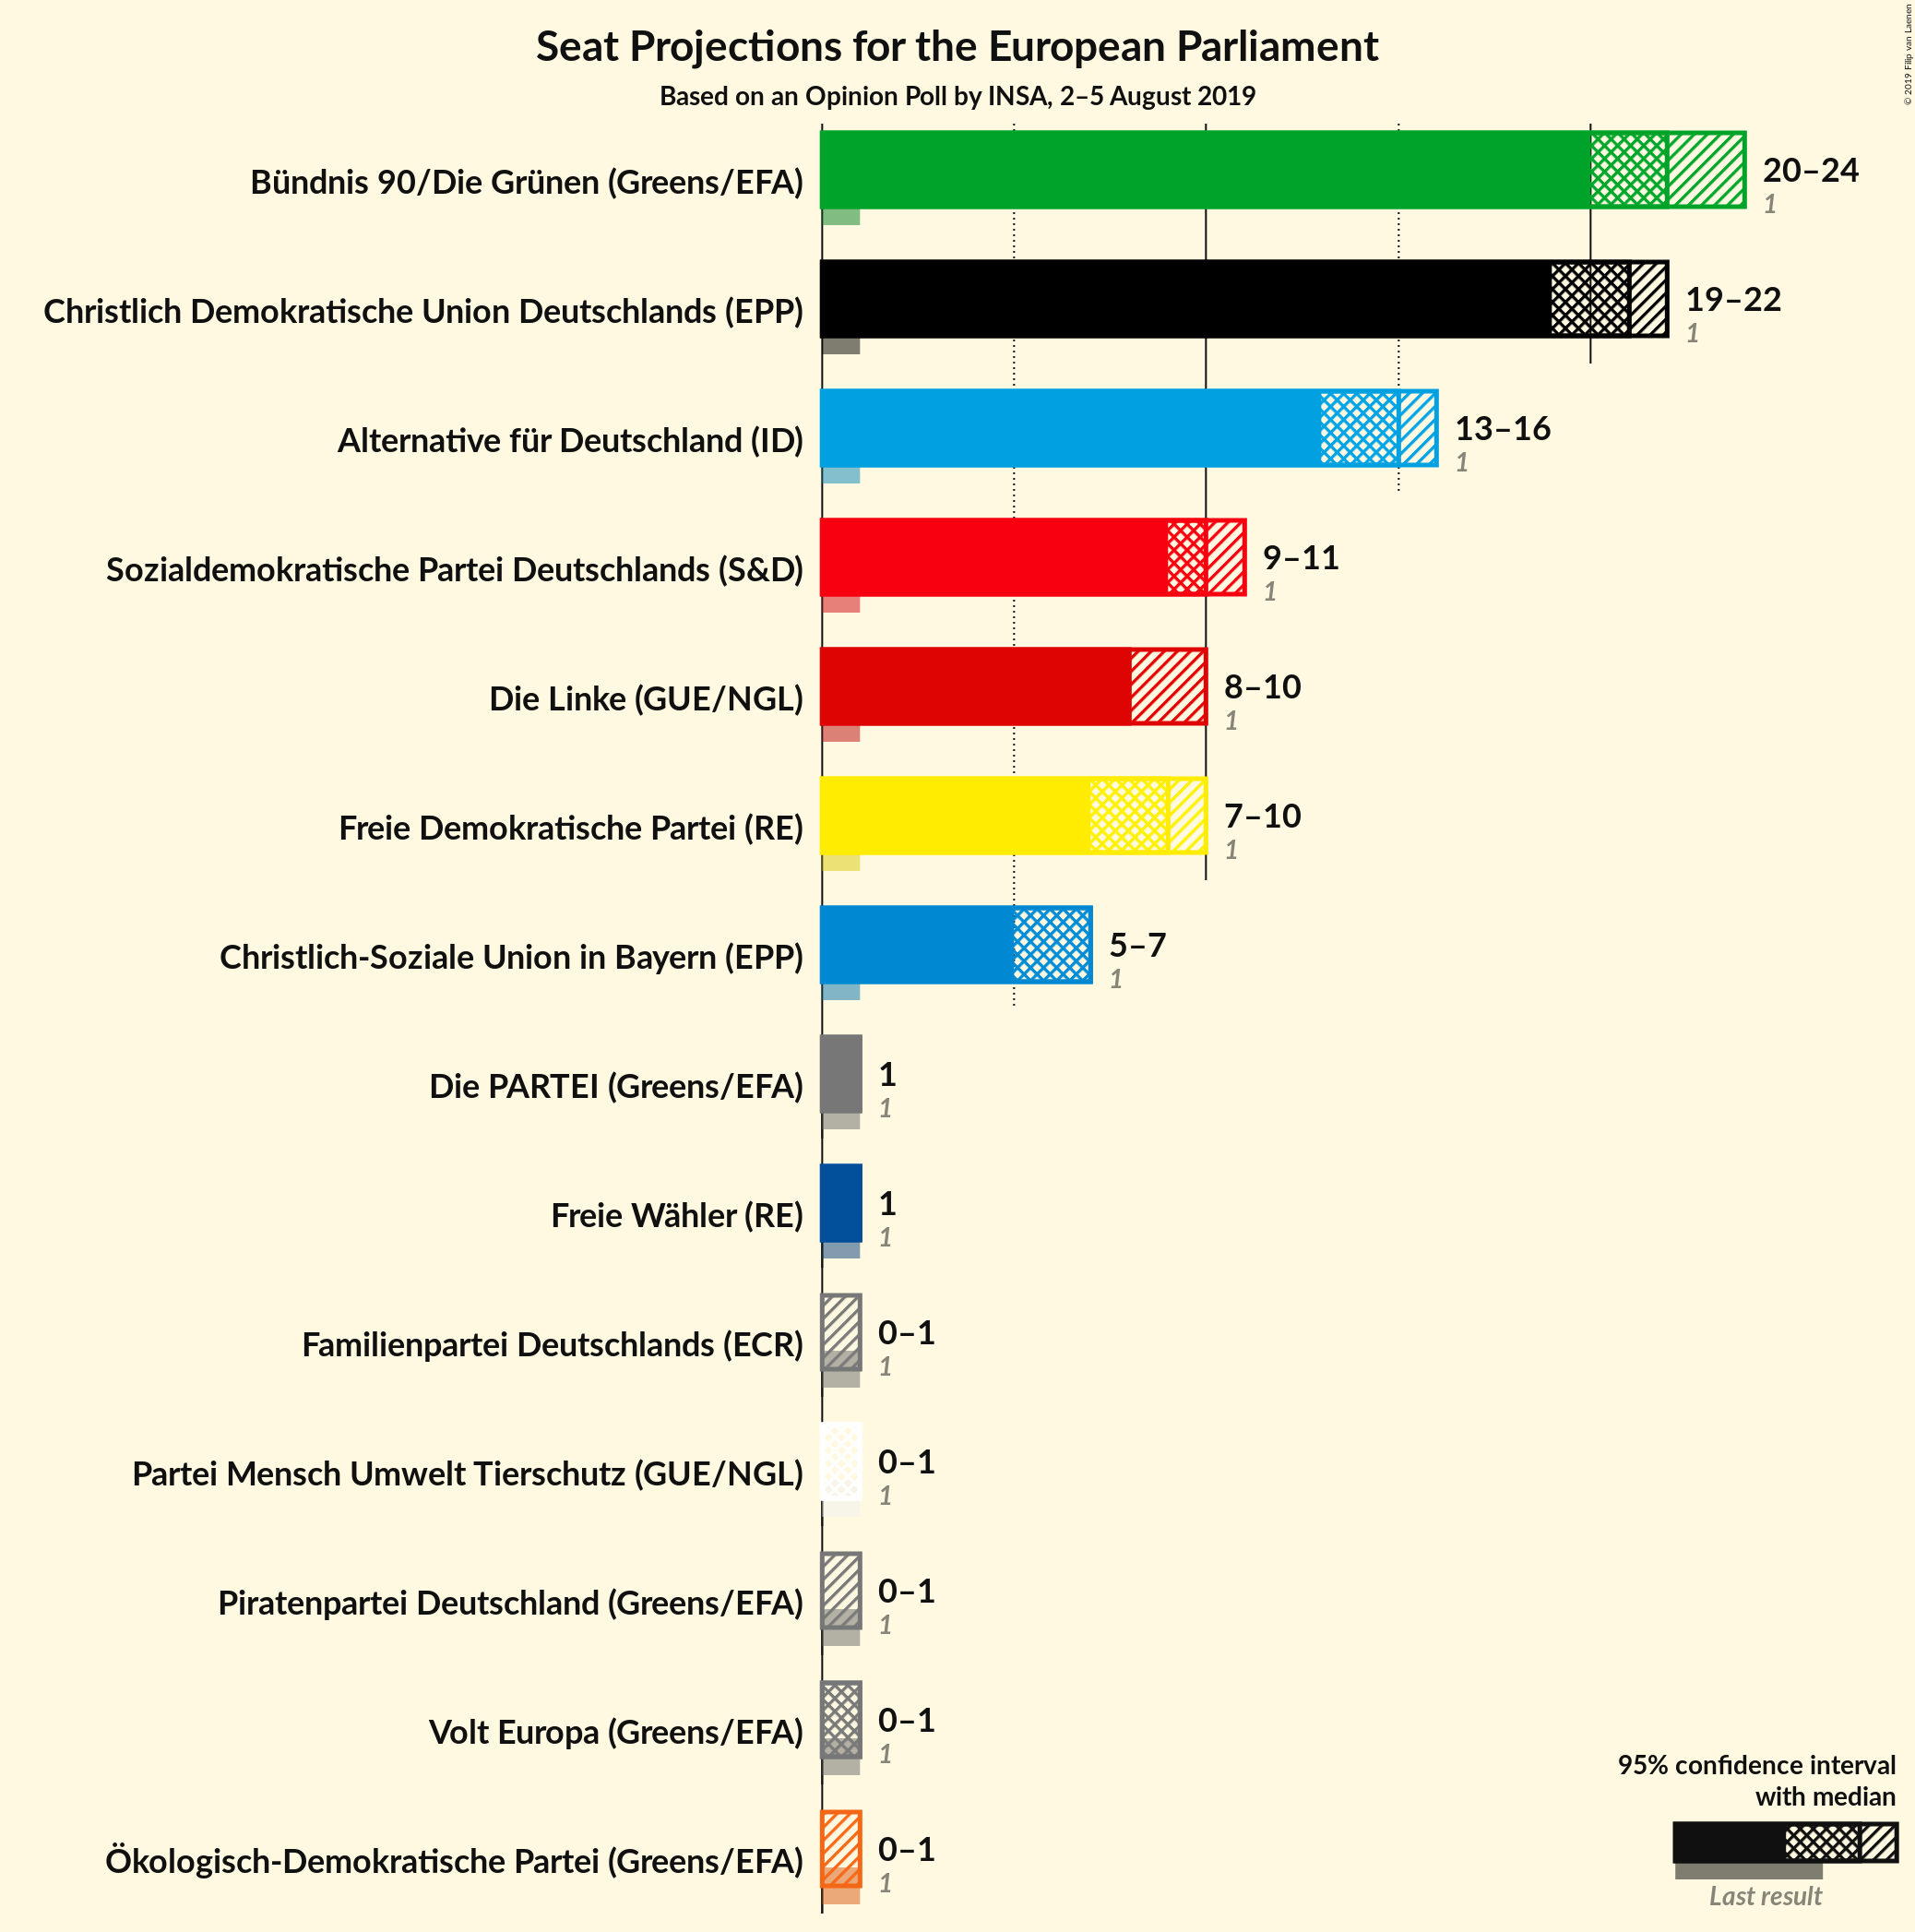 Seat Projections for the European Parliament
Based on an Opinion Poll by INSA, 2–5 August 2019
© 2019 Filip van Laenen
Bündnis 90/Die Grünen (Greens/EFA)
20–24
1
Christlich Demokratische Union Deutschlands (EPP)
19–22
1
Alternative für Deutschland (ID)
13–16
1
Sozialdemokratische Partei Deutschlands (S&D)
9–11
1
Die Linke (GUE/NGL)
8–10
1
Freie Demokratische Partei (RE)
7–10
1
Christlich-Soziale Union in Bayern (EPP)
5–7
1
Die PARTEI (Greens/EFA)
1
1
Freie Wähler (RE)
1
1
Familienpartei Deutschlands (ECR)
0–1
1
Partei Mensch Umwelt Tierschutz (GUE/NGL)
0–1
1
Piratenpartei Deutschland (Greens/EFA)
0–1
1
Volt Europa (Greens/EFA)
0–1
1
Ökologisch-Demokratische Partei (Greens/EFA)
0–1
1
95% confidence interval
with median
Last result